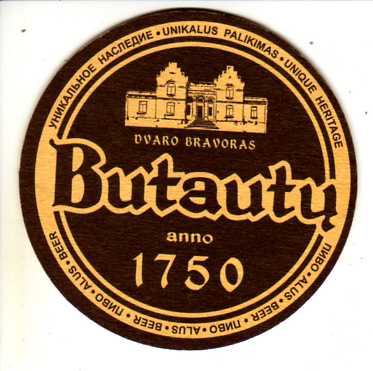 УНИКАЛЬНОЕ НАСЛЕДИЕ • UNIKALUS PALIKIMAS • UNIQUE HERITAGE
DVARO BRAVORAS
Butautų
anno
1750
ПИВО • ALUS • BEER • ПИВО • ALUS • BEER • ПИВО • ALUS • BEER